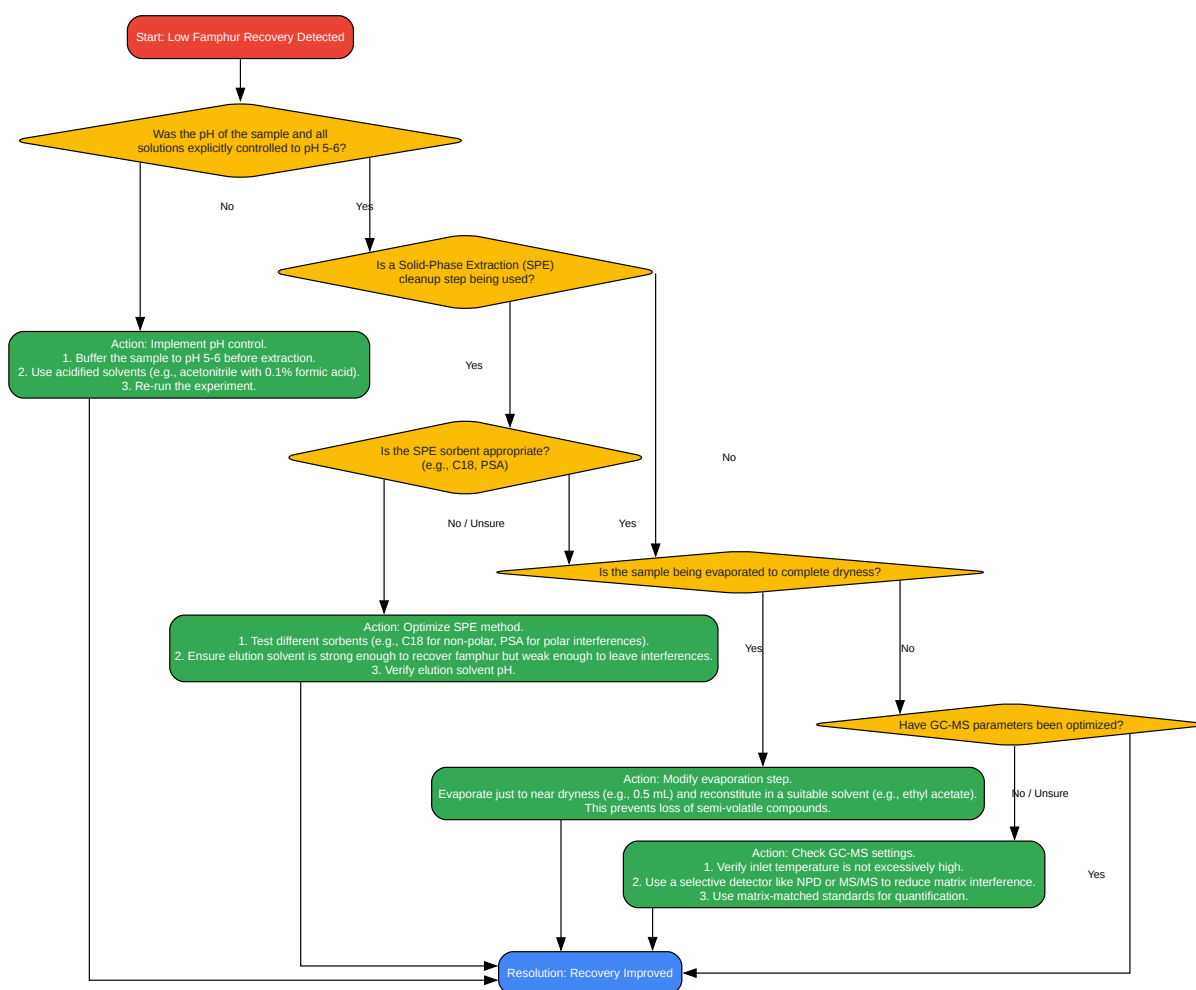 Start: Low Famphur Recovery Detected
Was the pH of the sample and all
solutions explicitly controlled to pH 5-6?
No
Yes
Is a Solid-Phase Extraction (SPE)
cleanup step being used?
Action: Implement pH control.
1. Buffer the sample to pH 5-6 before extraction.
2. Use acidified solvents (e.g., acetonitrile with 0.1% formic acid).
3. Re-run the experiment.
Yes
Is the SPE sorbent appropriate?
(e.g., C18, PSA)
No
No / Unsure
Yes
Is the sample being evaporated to complete dryness?
Action: Optimize SPE method.
1. Test different sorbents (e.g., C18 for non-polar, PSA for polar interferences).
2. Ensure elution solvent is strong enough to recover famphur but weak enough to leave interferences.
3. Verify elution solvent pH.
Yes
No
Have GC-MS parameters been optimized?
Action: Modify evaporation step.
Evaporate just to near dryness (e.g., 0.5 mL) and reconstitute in a suitable solvent (e.g., ethyl acetate).
This prevents loss of semi-volatile compounds.
No / Unsure
Action: Check GC-MS settings.
1. Verify inlet temperature is not excessively high.
2. Use a selective detector like NPD or MS/MS to reduce matrix interference.
3. Use matrix-matched standards for quantification.
Yes
Resolution: Recovery Improved